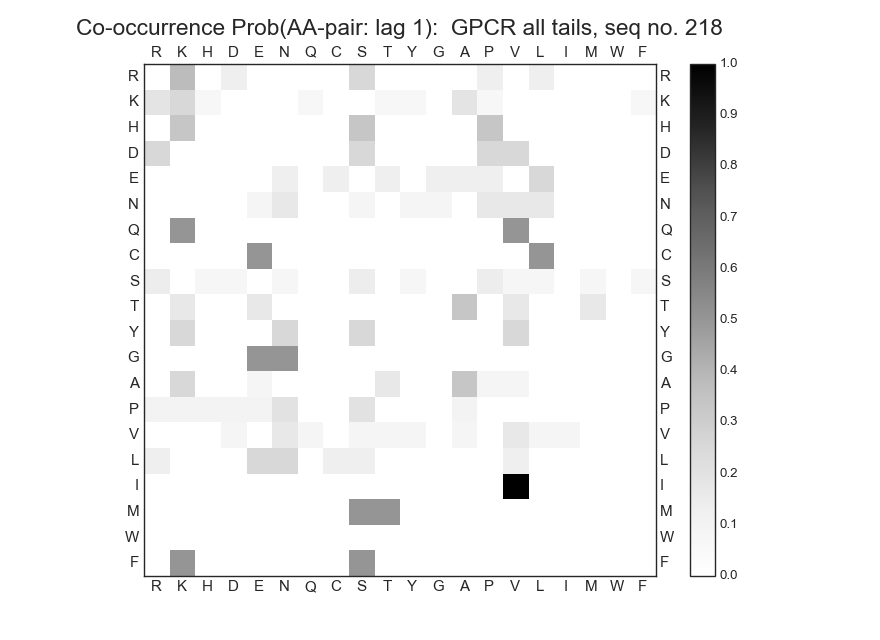 Co-occurrence Prob(AA-pair: lag 1):  GPCR all tails, seq no. 218
R K H D E N Q C S T Y G A P V L I M W F
R R
K K
H H
D D
E E
N N
Q Q
C C
S S
T T
Y Y
G G
A A
P P
V V
L L
I I
M M
W W
F F
R K H D E N Q C S T Y G A P V L I M W F
1.0
0.9
0.8
0.7
0.6
0.5
0.4
0.3
0.2
0.1
0.0